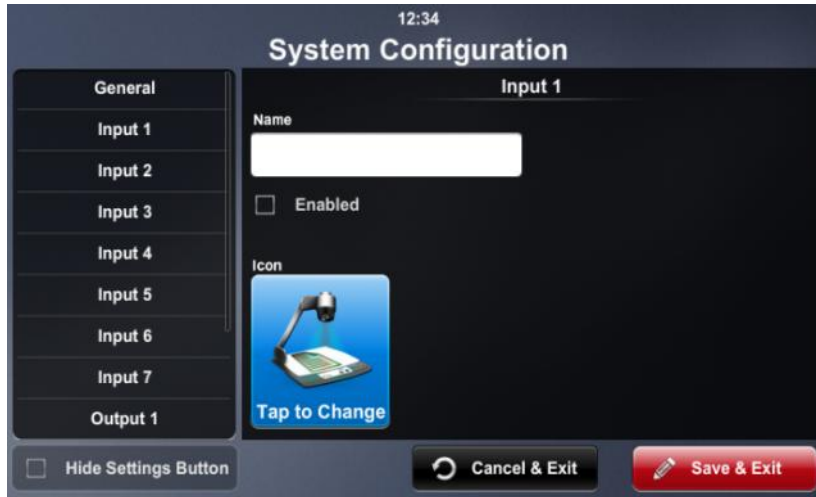 12:34
System Configuration
General
Input 1
Input 2
Input 3
Input 4
Input 5
Input 6
Input 7
Output 1
Hide Settings Button
Input 1
Name
Enabled
Icon
Tap to Change
Cancel & Exit
Save & Exit